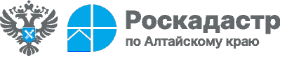 Роскадастр
по Алтайскому краю